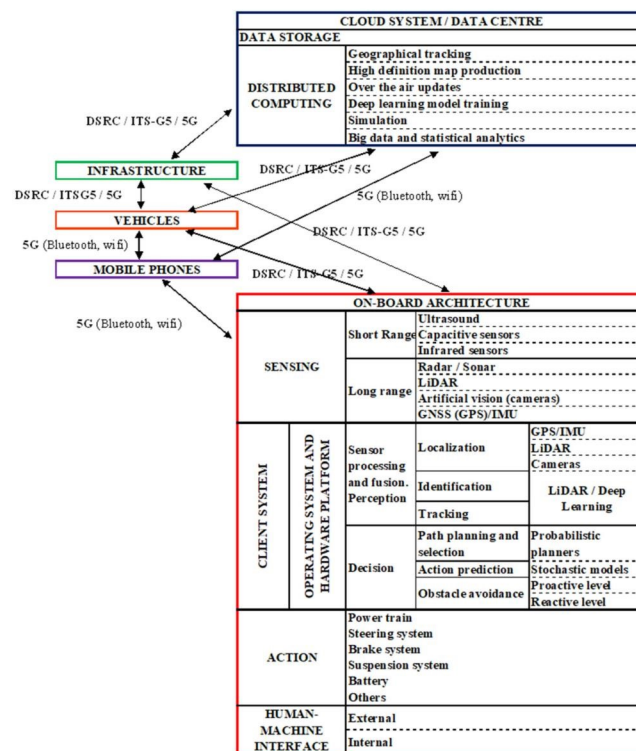 CLOUD SYSTEM / DATA CENTRE
DATA STORAGE
DISTRIBUTED
COMPUTING
Geographical tracking
High definition map production
Over the air updates
Deep learning model training
Simulation
Big data and statistical analytics
DSRC / ITS-G5 / 5G
INFRASTRUCTURE
DSRC / ITS-G5 / 5G
DSRC / ITSG5 / 5G
5G (Bluetooth, wifi)
VEHICLES
DSRC / ITS-G5 / 5G
5G (Bluetooth, wifi)
MOBILE PHONES
DSRC / ITS-G5 / 5G
5G (Bluetooth, wifi)
ON-BOARD ARCHITECTURE
SENSING
Short Range
Ultrasound
Capacitive sensors
Infrared sensors
Long range
Radar / Sonar
LiDAR
Artificial vision (cameras)
GNSS (GPS)/IMU
CLIENT SYSTEM
OPERATING SYSTEM AND
HARDWARE PLATFORM
Sensor
processing
and fusion.
Perception
Localization
GPS/IMU
LiDAR
Cameras
Identification
Tracking
LiDAR / Deep
Learning
Decision
Path planning and
selection
Probabilistic
planners
Action prediction
Stochastic models
Obstacle avoidance
Proactive level
Reactive level
ACTION
Power train
Steering system
Brake system
Suspension system
Battery
Others
HUMAN-
MACHINE
INTERFACE
External
Internal